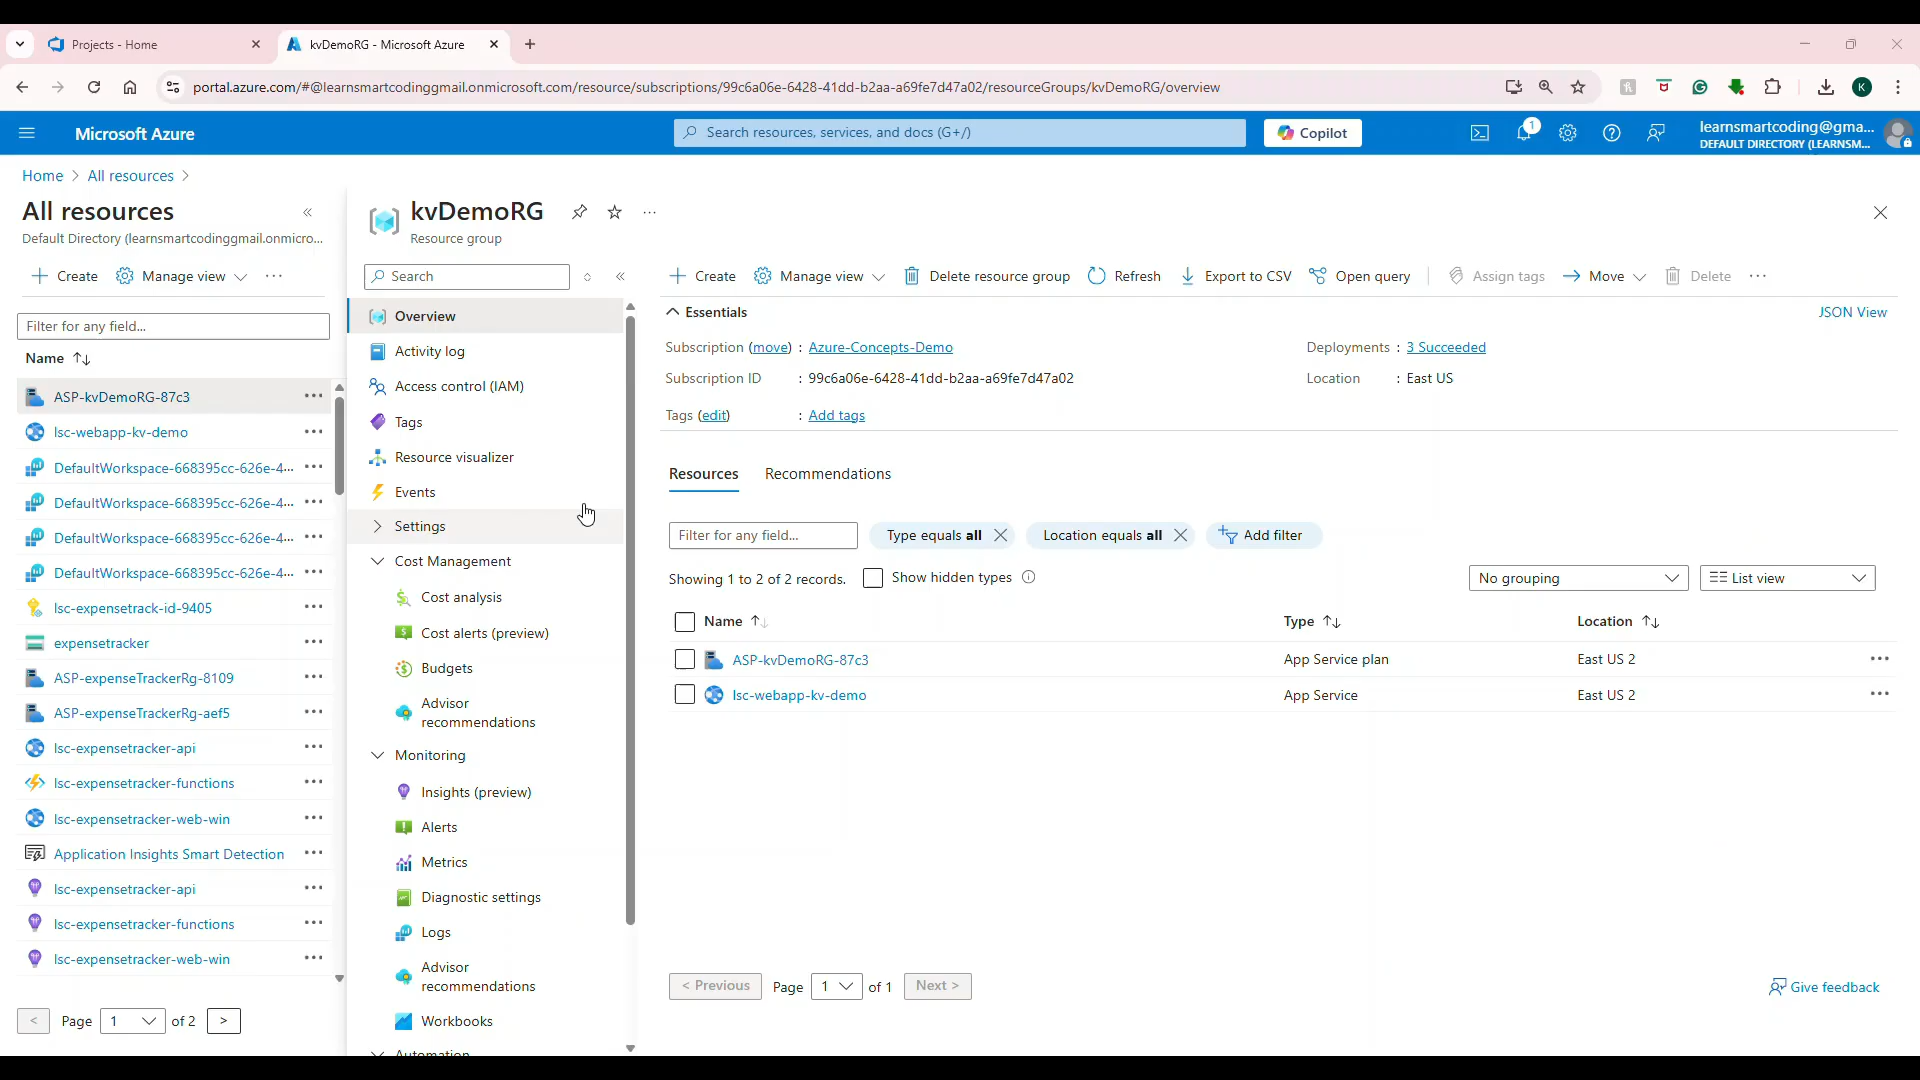 Projects - Home
kvDemoRG - Microsoft Azure
portal.azure.com/#@learnsmartcodinggmail.onmicrosoft.com/resource/subscriptions/99c6a06e-6428-41dd-b2aa-a69fe7d47a02/resourceGroups/kvDemoRG/overview
K
Microsoft Azure
Search resources, services, and docs (G+/)
Copilot
1
learnsmartcoding@gma...
DEFAULT DIRECTORY (LEARNSM...
Home > All resources >
All resources
Default Directory (learnsmartcodinggmail.onmicro...
Create
Manage view
Filter for any field...
Name
ASP-kvDemoRG-87c3
lsc-webapp-kv-demo
DefaultWorkspace-668395cc-626e-4...
DefaultWorkspace-668395cc-626e-4...
DefaultWorkspace-668395cc-626e-4...
DefaultWorkspace-668395cc-626e-4...
lsc-expensetrack-id-9405
expensetracker
ASP-expenseTrackerRg-8109
ASP-expenseTrackerRg-aef5
lsc-expensetracker-api
lsc-expensetracker-functions
lsc-expensetracker-web-win
Application Insights Smart Detection
lsc-expensetracker-api
lsc-expensetracker-functions
lsc-expensetracker-web-win
< Page 1 of 2 >
kvDemoRG
Resource group
Search
Overview
Activity log
Access control (IAM)
Tags
Resource visualizer
Events
Settings
Cost Management
Cost analysis
Cost alerts (preview)
Budgets
Advisor
recommendations
Monitoring
Insights (preview)
Alerts
Metrics
Diagnostic settings
Logs
Advisor
recommendations
Workbooks
Automation
Create
Manage view
Delete resource group
Refresh
Export to CSV
Open query
Assign tags
Move
Delete
Essentials
JSON View
Subscription (move) : Azure-Concepts-Demo
Deployments : 3 Succeeded
Subscription ID : 99c6a06e-6428-41dd-b2aa-a69fe7d47a02
Location : East US
Tags (edit) : Add tags
Resources
Recommendations
Filter for any field...
Type equals all
Location equals all
Add filter
Showing 1 to 2 of 2 records.
Show hidden types
No grouping
List view
Name
Type
Location
ASP-kvDemoRG-87c3
App Service plan
East US 2
lsc-webapp-kv-demo
App Service
East US 2
< Previous
Page 1 of 1
Next >
Give feedback